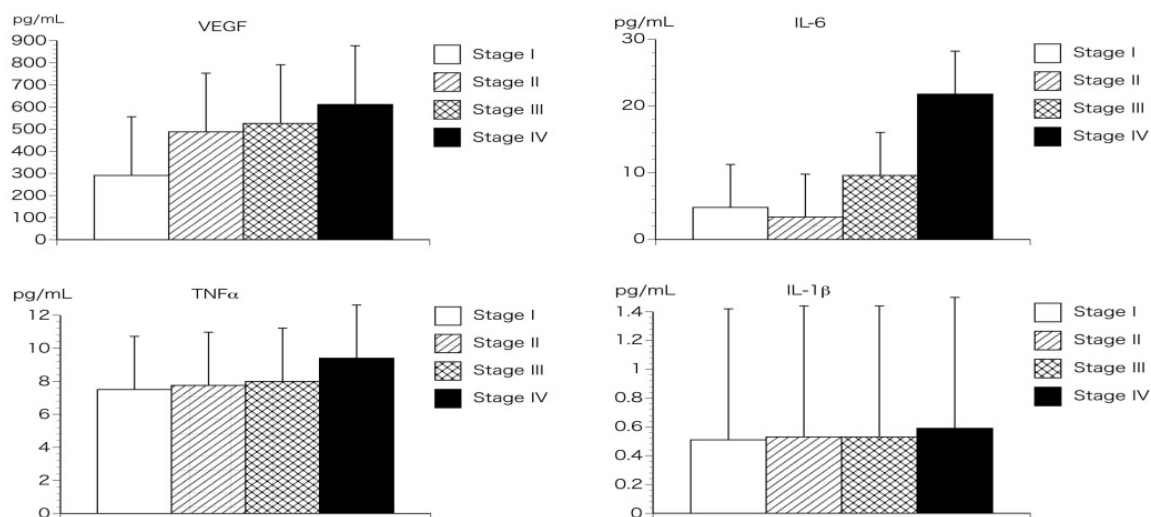 pg/mL
VEGF
900
800
700
600
500
400
300
200
100
0
Stage I
Stage II
Stage III
Stage IV
pg/mL
IL-6
30
20
10
0
Stage I
Stage II
Stage III
Stage IV
pg/mL
TNFα
12
10
8
6
4
2
0
Stage I
Stage II
Stage III
Stage IV
pg/mL
IL-1β
1.4
1.2
1
0.8
0.6
0.4
0.2
0
Stage I
Stage II
Stage III
Stage IV